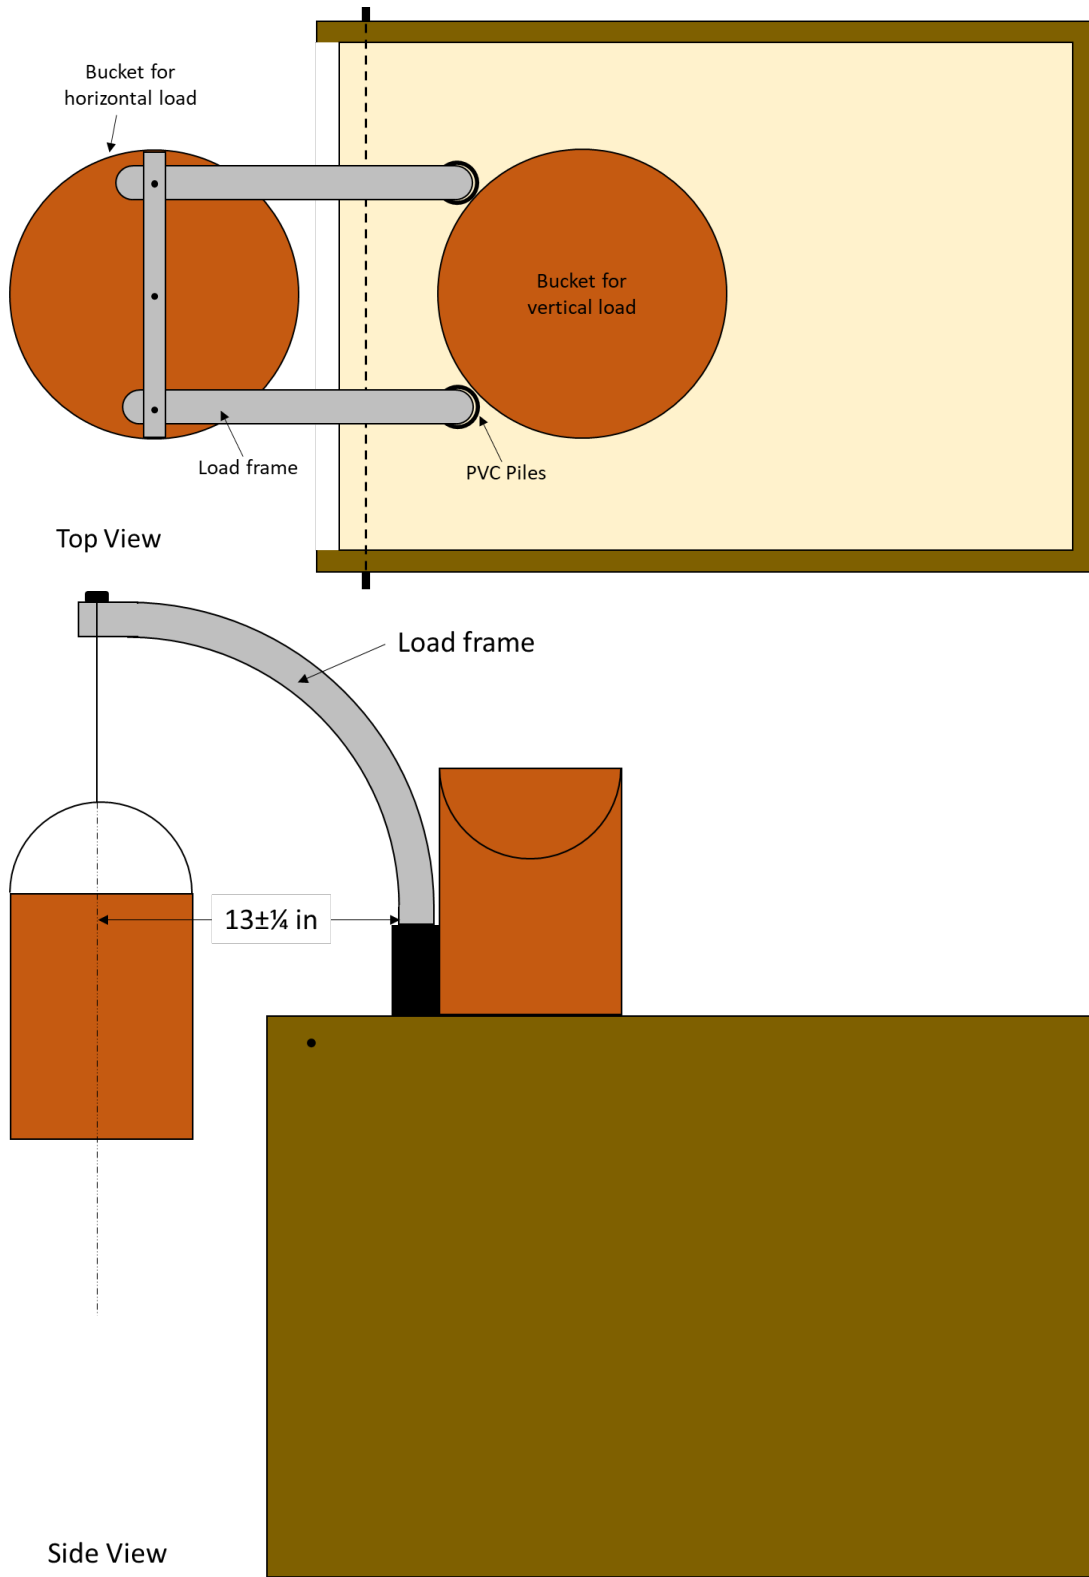 Bucket for
horizontal load
Bucket for
vertical load
Load frame
PVC Piles
Top View
Load frame
13±¼ in
Side View